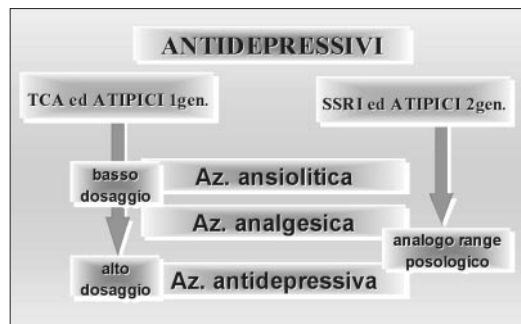 ANTIDEPRESSIVI
TCA ed ATIPICI 1gen.
SSRI ed ATIPICI 2gen.
basso
dosaggio
Az. ansiolitica
Az. analgesica
analogo range
posologico
alto
dosaggio
Az. antidepressiva